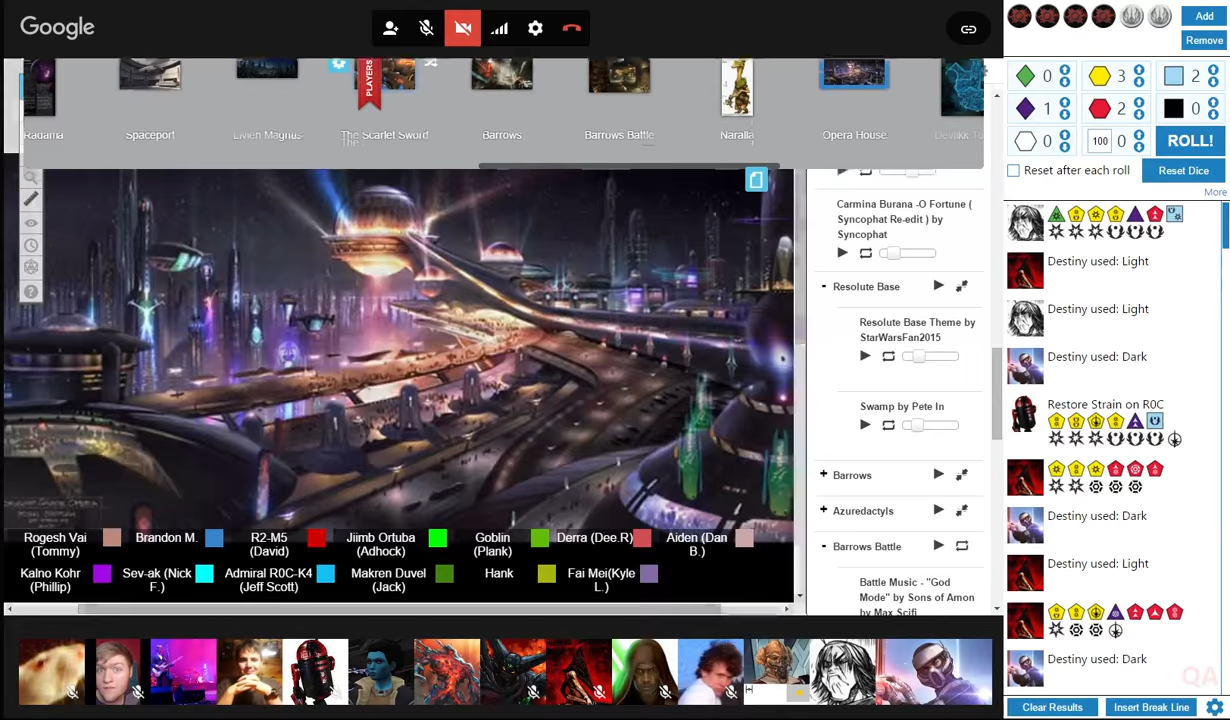 Google
Add
Remove
PLAYERS
Radama
Spaceport
Livien Magnus
The Scarlet Sword
The
Barrows
Barrows Battle
Naralla
Opera House
0
3
2
1
2
0
0
100
0
ROLL!
Reset after each roll
Reset Dice
More
Carmina Burana -O Fortune (
Syncophat Re-edit ) by
Syncophat
- Resolute Base
Resolute Base Theme by
StarWarsFan2015
Swamp by Pete In
+ Barrows
+ Azuredactyls
- Barrows Battle
Battle Music - "God
Mode" by Sons of Amon
by Max Scifi
Destiny used: Light
Destiny used: Light
Destiny used: Dark
Restore Strain on R0C
Destiny used: Dark
Destiny used: Light
Destiny used: Dark
Rogesh Vai
(Tommy)
Brandon M.
R2-M5
(David)
Jiimb Ortuba
(Adhock)
Goblin
(Plank)
Derra (Dee.R)
Aiden (Dan
B.)
Kalno Kohr
(Phillip)
Sev-ak (Nick
F.)
Admiral R0C-K4
(Jeff Scott)
Makren Duvel
(Jack)
Hank
Fai Mei(Kyle
L.)
QA
Clear Results
Insert Break Line